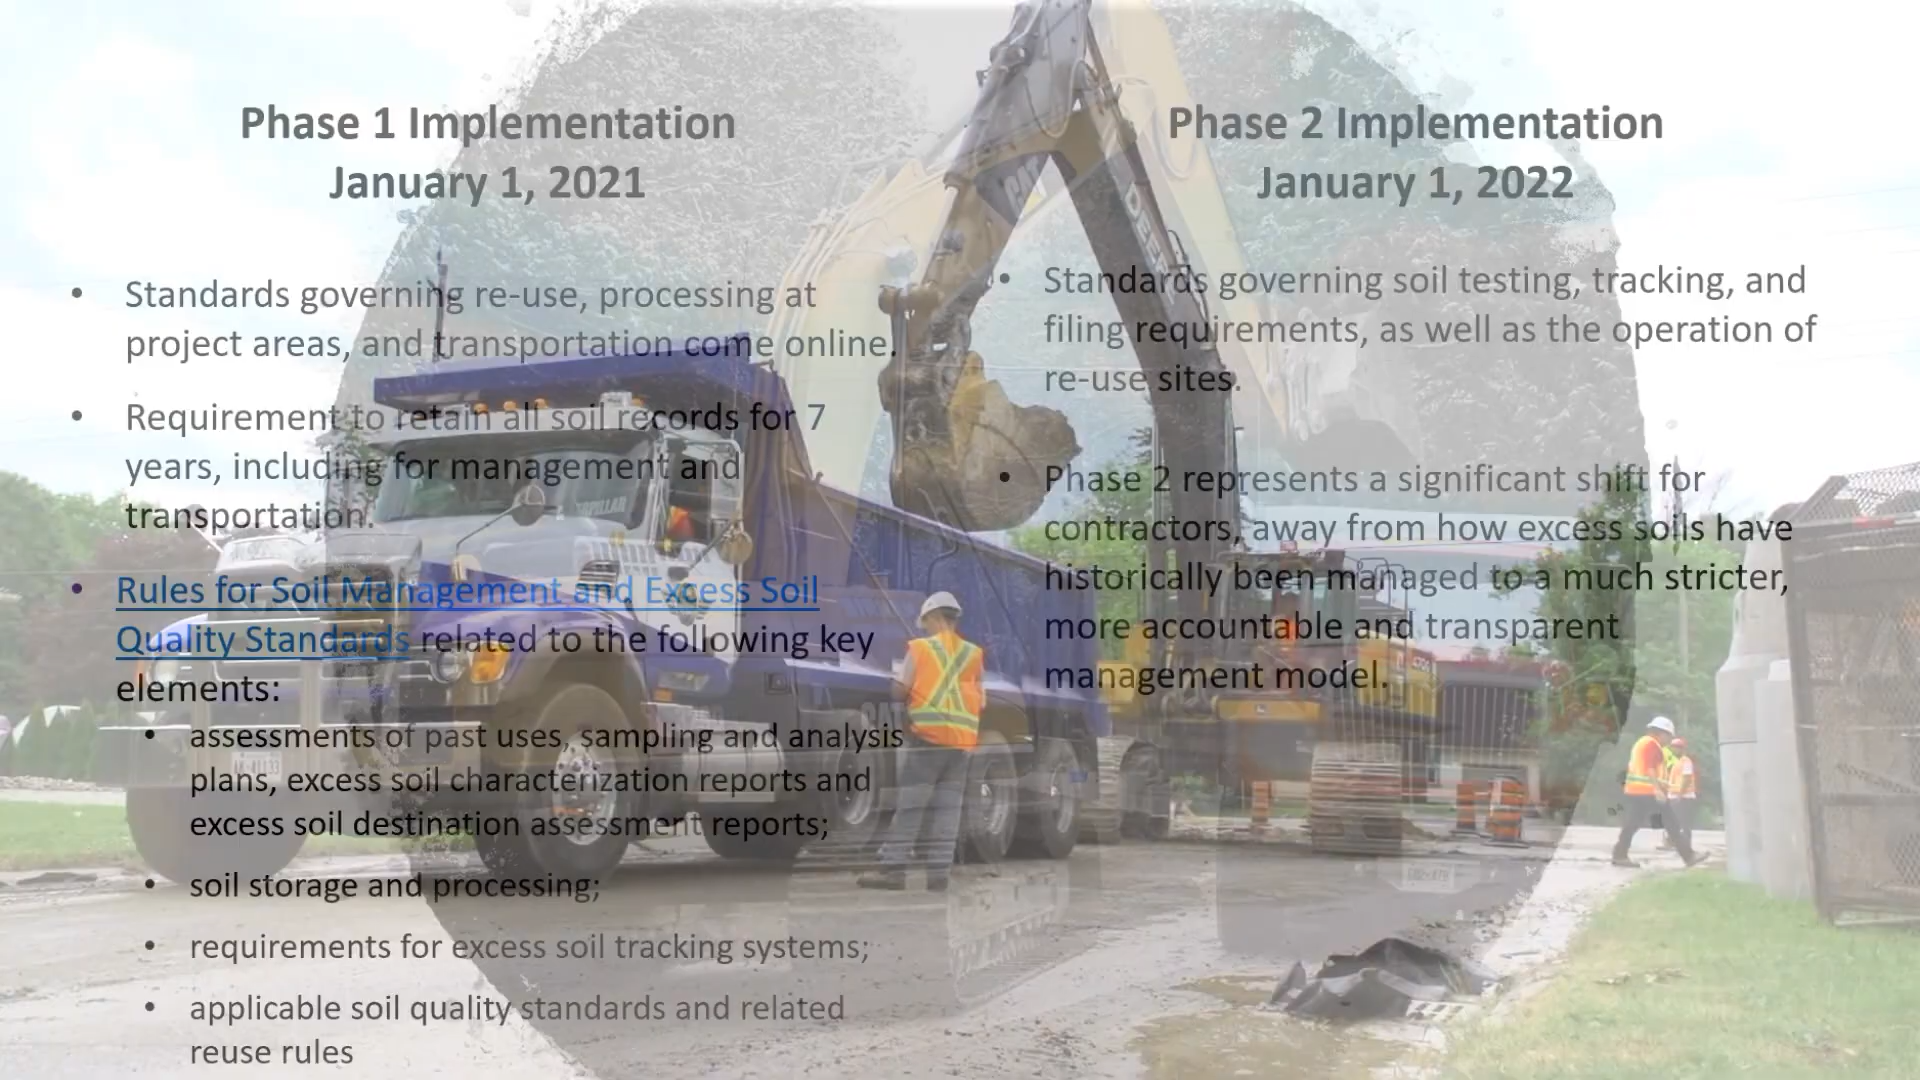 Phase 1 Implementation
January 1, 2021
• Standards governing re-use, processing at
project areas, and transportation come online.
• Requirement to retain all soil records for 7
years, including for management and
transportation.
• Rules for Soil Management and Excess Soil
Quality Standards related to the following key
elements:
• assessments of past uses, sampling and analysis
plans, excess soil characterization reports and
excess soil destination assessment reports;
• soil storage and processing;
• requirements for excess soil tracking systems;
• applicable soil quality standards and related
reuse rules
Phase 2 Implementation
January 1, 2022
• Standards governing soil testing, tracking, and
filing requirements, as well as the operation of
re-use sites.
• Phase 2 represents a significant shift for
contractors, away from how excess soils have
historically been managed to a much stricter,
more accountable and transparent
management model.
CAT
DEERE
CAT